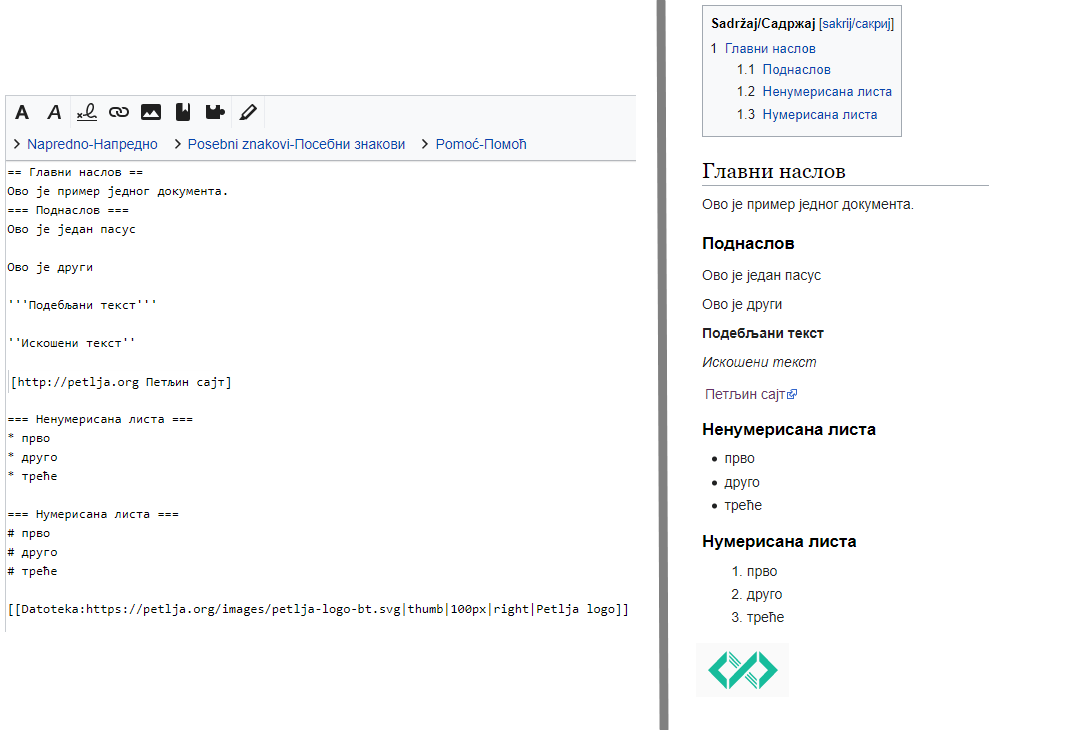 Napredno-Напредно Posebni znakovi-Посебни знакови Pomoć-Помоћ
== Главни наслов ==
Ово је пример једног документа.
=== Поднаслов ===
Ово је један пасус
Ово је други
'''Подебљани текст'''
''Искошени текст''
[http://petlja.org Петљин сајт]
=== Ненумерисана листа ===
* прво
* друго
* треће
=== Нумерисана листа ===
# прво
# друго
# треће
[[Datoteka:https://petlja.org/images/petlja-logo-bt.svg|thumb|100px|right|Petlja logo]]
Sadržaj/Садржај [sakrij/сакриј]
1 Главни наслов
1.1 Поднаслов
1.2 Ненумерисана листа
1.3 Нумерисана листа
Главни наслов
Ово је пример једног документа.
Поднаслов
Ово је један пасус
Ово је други
Подебљани текст
Искошени текст
Петљин сајт
Ненумерисана листа
• прво
• друго
• треће
Нумерисана листа
1. прво
2. друго
3. треће